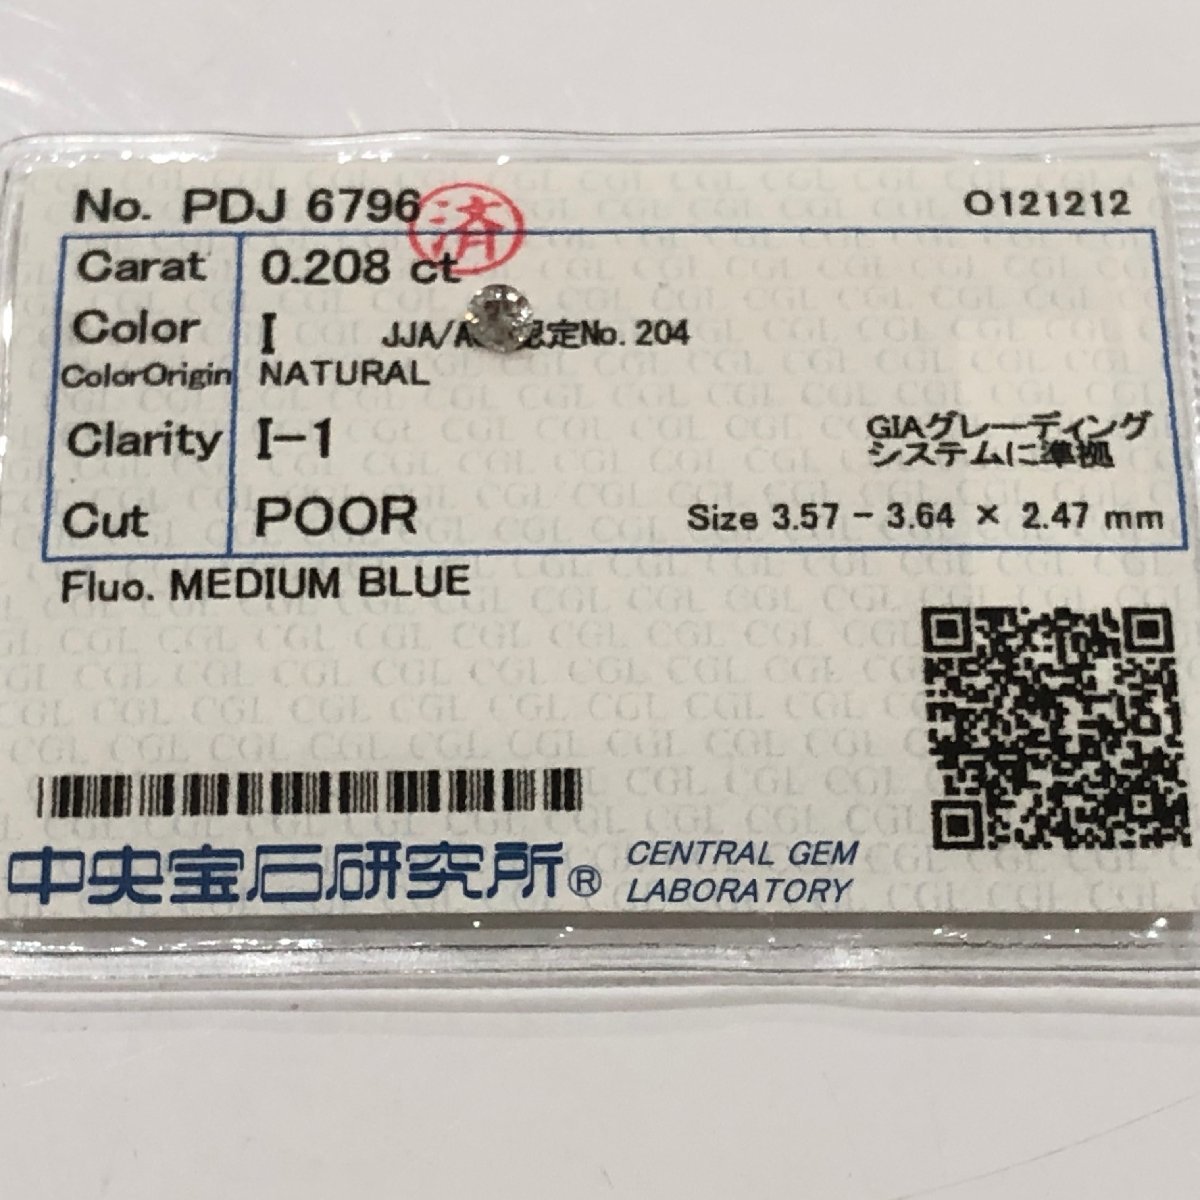 No. PDJ 6796 済 O121212
Carat 0.208 ct
Color I JJA/A 認定No. 204
ColorOrigin NATURAL
Clarity I-1 GIAグレーディング
システムに準拠
Cut POOR Size 3.57 - 3.64 × 2.47 mm
Fluo. MEDIUM BLUE
中央宝石研究所® CENTRAL GEM
LABORATORY